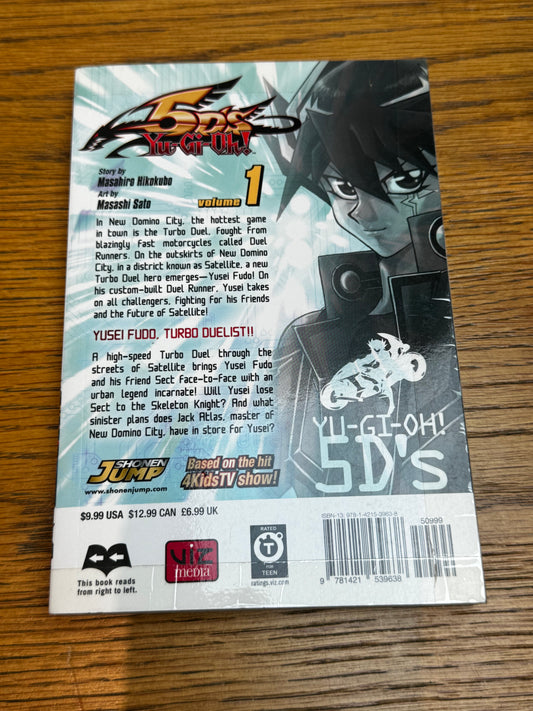 5D's
Yu-Gi-Oh!
Story by
Masahiro Hikokubo
Art by
Masashi Sato
volume 1
In New Domino City, the hottest game
in town is the Turbo Duel, fought from
blazingly fast motorcycles called Duel
Runners. On the outskirts of New Domino
City, in a district known as Satellite, a new
Turbo Duel hero emerges—Yusei Fudo! On
his custom-built Duel Runner, Yusei takes
on all challengers, fighting for his friends
and the future of Satellite!
YUSEI FUDO, TURBO DUELIST!!
A high-speed Turbo Duel through the
streets of Satellite brings Yusei Fudo
and his friend Sect face-to-face with an
urban legend incarnate! Will Yusei lose
Sect to the Skeleton Knight? And what
sinister plans does Jack Atlas, master of
New Domino City, have in store for Yusei?
YU-GI-OH!
5D's
SHONEN
JUMP
www.shonenjump.com
Based on the hit
4KidsTV show!
$9.99 USA $12.99 CAN £6.99 UK
This book reads
from right to left.
VIZ
media
RATED
T
FOR
TEEN
ratings.viz.com
ISBN-13: 978-1-4215-3963-8
50999
9 781421 539638